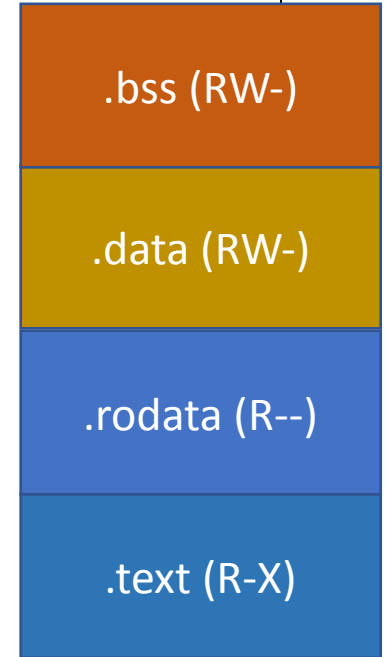 .bss (RW-)
.data (RW-)
.rodata (R--)
.text (R-X)